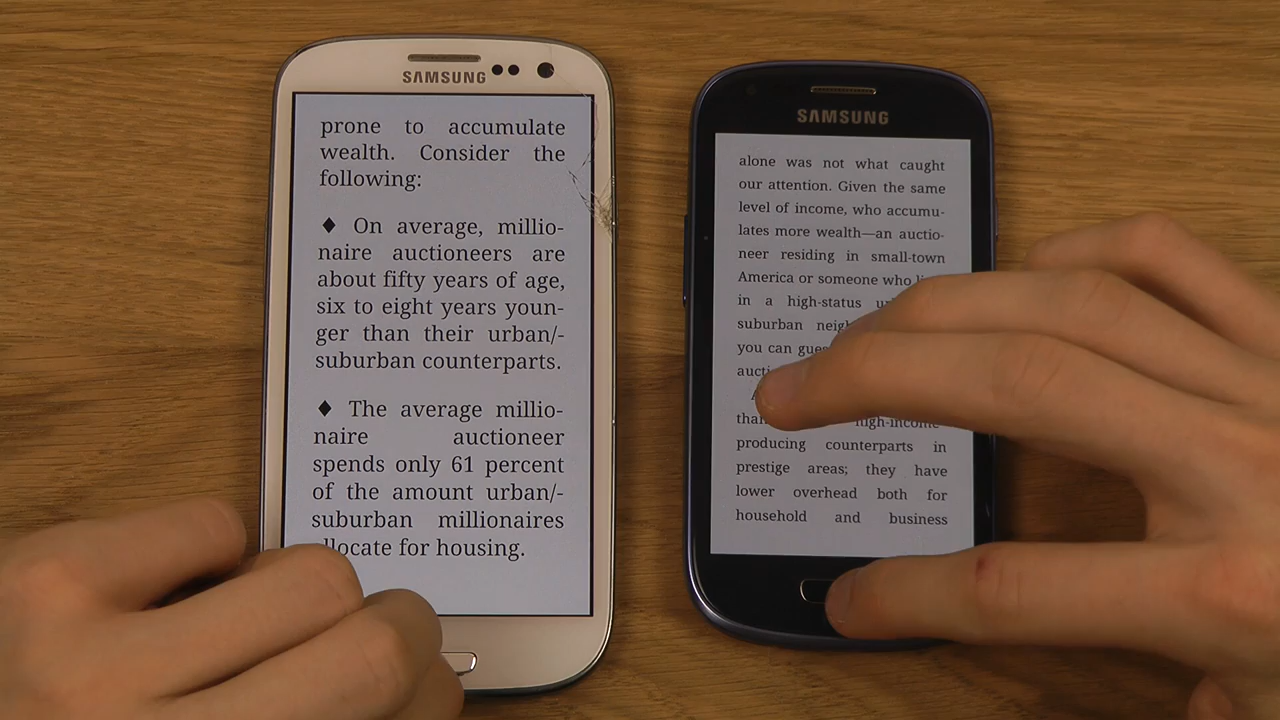 SAMSUNG
prone to accumulate
wealth. Consider the
following:
♦ On average, millio-
naire auctioneers are
about fifty years of age,
six to eight years youn-
ger than their urban/-
suburban counterparts.
♦ The average millio-
naire auctioneer
spends only 61 percent
of the amount urban/-
suburban millionaires
allocate for housing.
SAMSUNG
alone was not what caught
our attention. Given the same
level of income, who accumu-
lates more wealth—an auctio-
neer residing in small-town
America or someone who
in a high-status
suburban
you can
than high-income-
producing counterparts in
prestige areas; they have
lower overhead both for
household and business